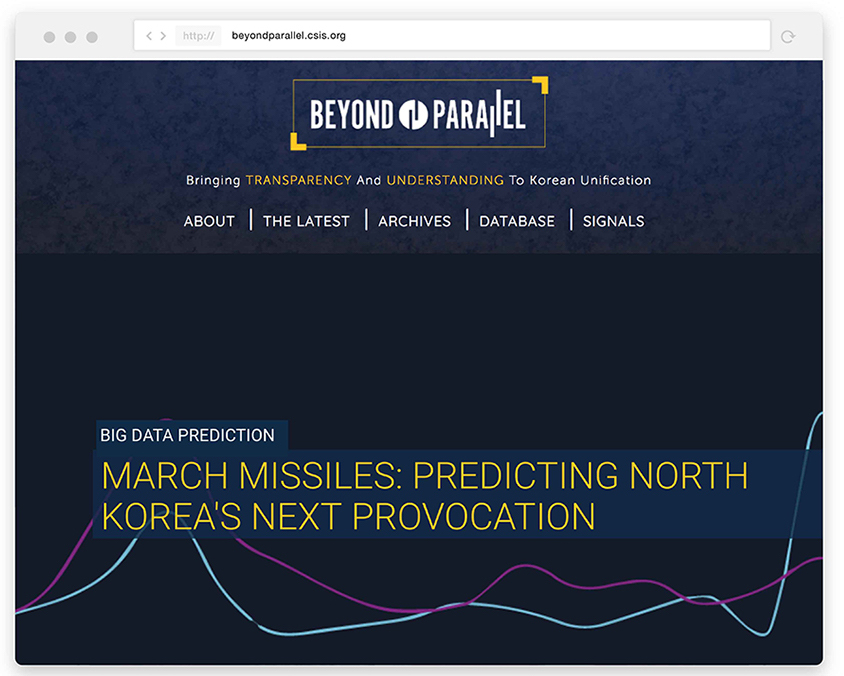 http://
beyondparallel.csis.org
BEYOND PARALLEL
Bringing TRANSPARENCY And UNDERSTANDING To Korean Unification
ABOUT | THE LATEST | ARCHIVES | DATABASE | SIGNALS
BIG DATA PREDICTION
MARCH MISSILES: PREDICTING NORTH
KOREA'S NEXT PROVOCATION